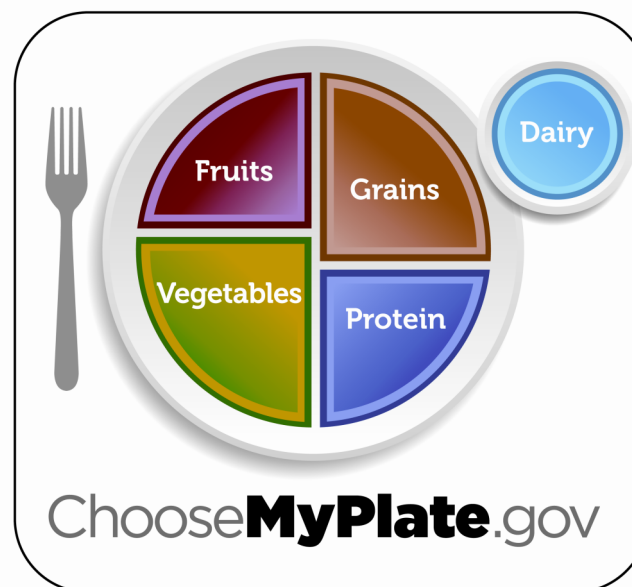 Fruits
Grains
Dairy
Vegetables
Protein
ChooseMyPlate.gov